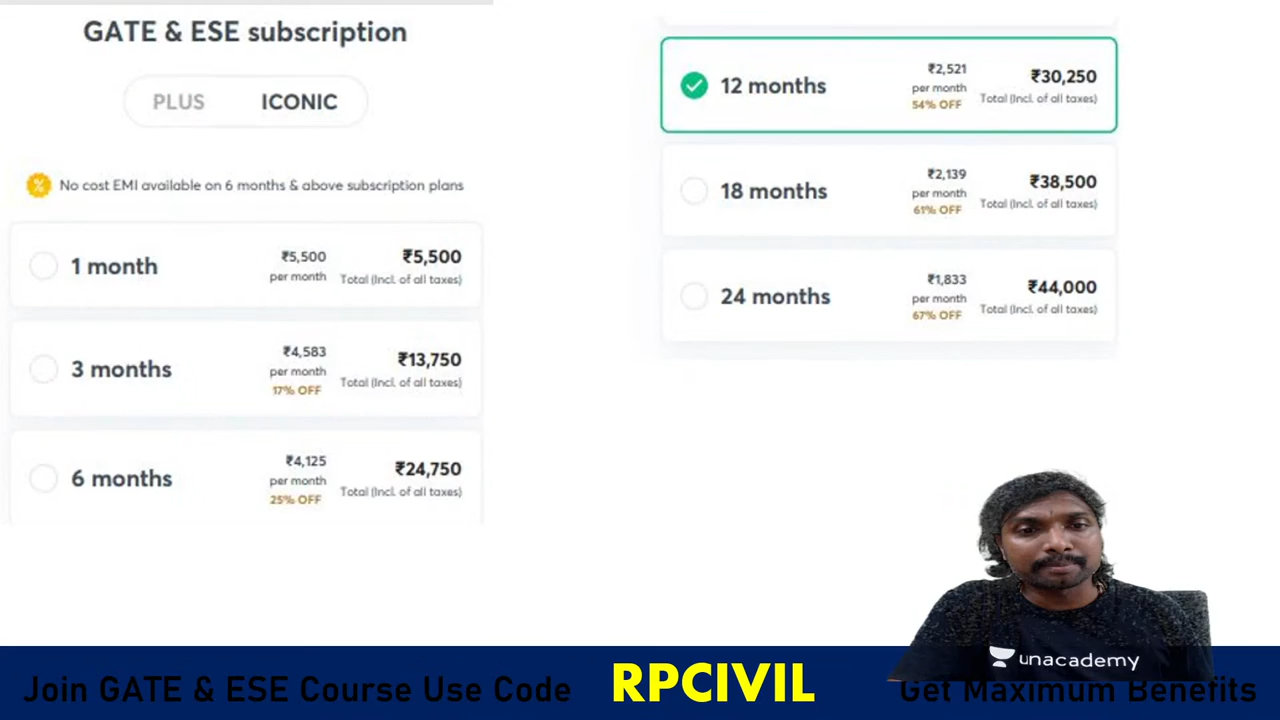 GATE & ESE subscription
PLUS ICONIC
No cost EMI available on 6 months & above subscription plans
1 month
₹5,500
per month
₹5,500
Total (Incl. of all taxes)
3 months
₹4,583
per month
17% OFF
₹13,750
Total (Incl. of all taxes)
6 months
₹4,125
per month
25% OFF
₹24,750
Total (Incl. of all taxes)
12 months
₹2,521
per month
54% OFF
₹30,250
Total (Incl. of all taxes)
18 months
₹2,139
per month
61% OFF
₹38,500
Total (Incl. of all taxes)
24 months
₹1,833
per month
67% OFF
₹44,000
Total (Incl. of all taxes)
unacademy
Join GATE & ESE Course Use Code RPCIVIL Get Maximum Benefits